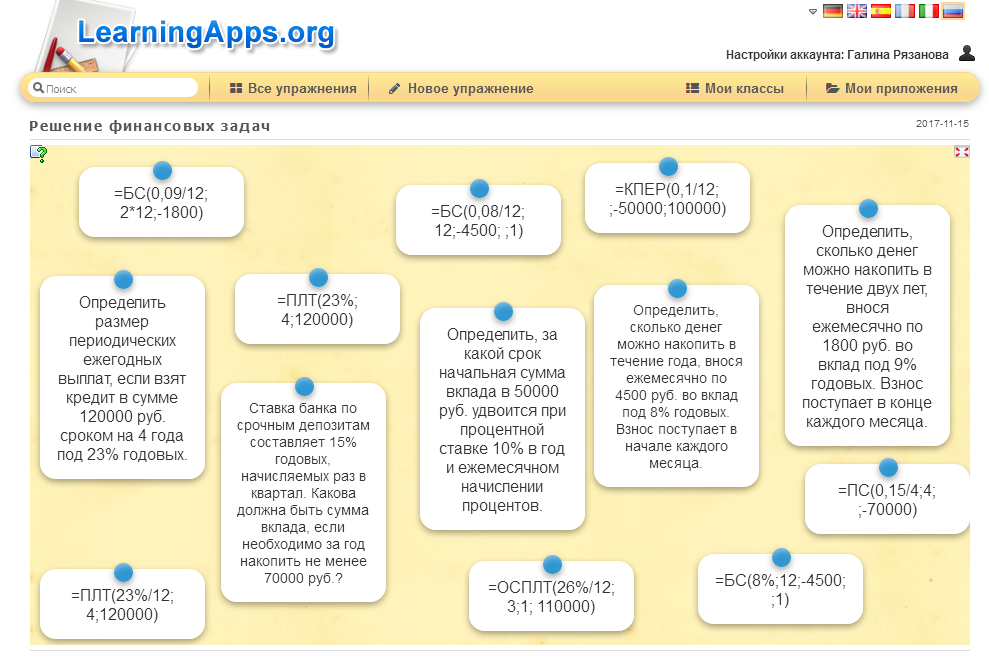 LearningApps.org
Настройки аккаунта: Галина Рязанова
Поиск
Все упражнения
Новое упражнение
Мои классы
Мои приложения
Решение финансовых задач
2017-11-15
=БС(0,09/12;
2*12;-1800)
=БС(0,08/12;
12;-4500; ;1)
=КПЕР(0,1/12;
;-50000;100000)
Определить,
сколько денег
можно накопить в
течение двух лет,
внося
ежемесячно по
1800 руб. во
вклад под 9%
годовых. Взнос
поступает в конце
каждого месяца.
Определить
размер
периодических
ежегодных
выплат, если взят
кредит в сумме
120000 руб.
сроком на 4 года
под 23% годовых.
=ПЛТ(23%;
4;120000)
Определить, за
какой срок
начальная сумма
вклада в 50000
руб. удвоится при
процентной
ставке 10% в год
и ежемесячном
начислении
процентов.
Определить,
сколько денег
можно накопить в
течение года, внося
ежемесячно по
4500 руб. во вклад
под 8% годовых.
Взнос поступает в
начале каждого
месяца.
Ставка банка по
срочным депозитам
составляет 15%
годовых,
начисляемых раз в
квартал. Какова
должна быть сумма
вклада, если
необходимо за год
накопить не менее
70000 руб.?
=ПС(0,15/4;4;
;-70000)
=ПЛТ(23%/12;
4;120000)
=ОСПЛТ(26%/12;
3;1; 110000)
=БС(8%;12;-4500;
;1)